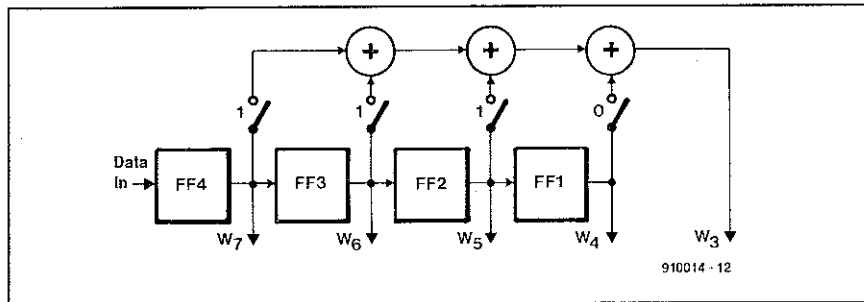 + + +
1 1 1 0
Data
In
FF4 FF3 FF2 FF1
W7 W6 W5 W4 W3
910014 - 12